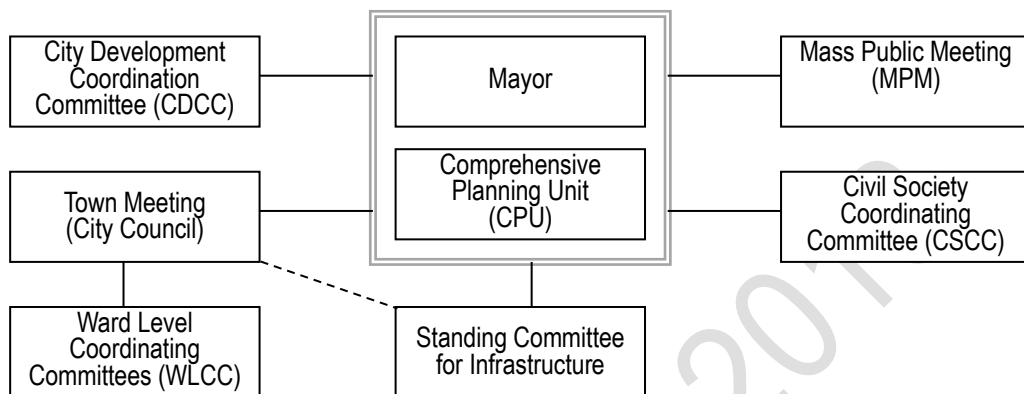 City Development
Coordination
Committee (CDCC)
Mayor
Mass Public Meeting
(MPM)
Town Meeting
(City Council)
Comprehensive
Planning Unit
(CPU)
Civil Society
Coordinating
Committee (CSCC)
Ward Level
Coordinating
Committees (WLCC)
Standing Committee
for Infrastructure